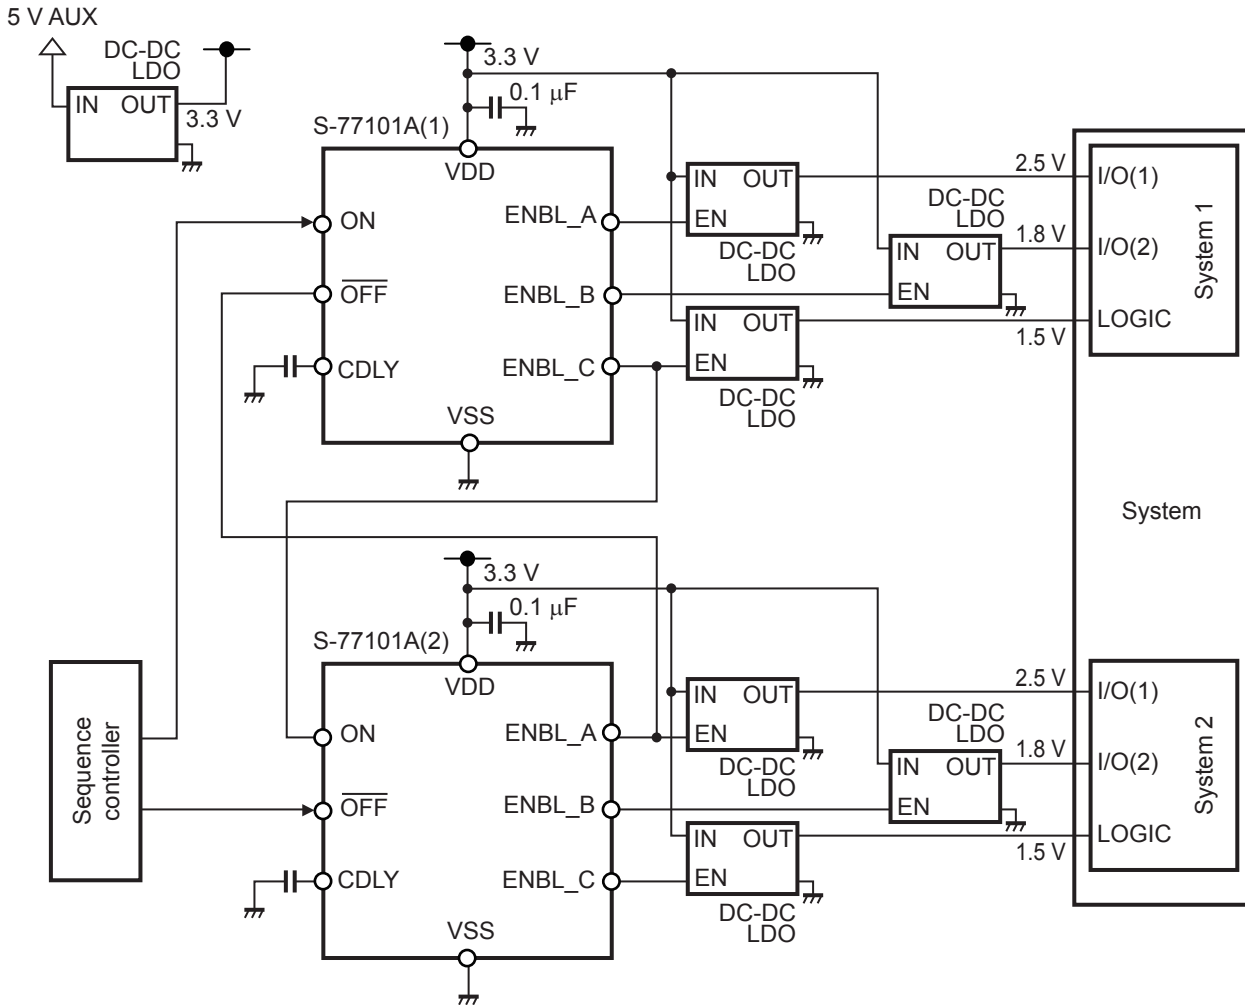 5 V AUX
DC-DC
LDO
IN OUT
3.3 V
3.3 V
0.1 μF
S-77101A(1)
VDD
ON
OFF
CDLY
VSS
ENBL_A
ENBL_B
ENBL_C
IN OUT
EN
DC-DC
LDO
DC-DC
LDO
IN OUT
EN
IN OUT
EN
DC-DC
LDO
2.5 V
1.8 V
1.5 V
I/O(1)
I/O(2)
LOGIC
System 1
System
3.3 V
0.1 μF
S-77101A(2)
VDD
Sequence
controller
ON
OFF
CDLY
VSS
ENBL_A
ENBL_B
ENBL_C
IN OUT
EN
DC-DC
LDO
DC-DC
LDO
IN OUT
EN
IN OUT
EN
DC-DC
LDO
2.5 V
1.8 V
1.5 V
I/O(1)
I/O(2)
LOGIC
System 2